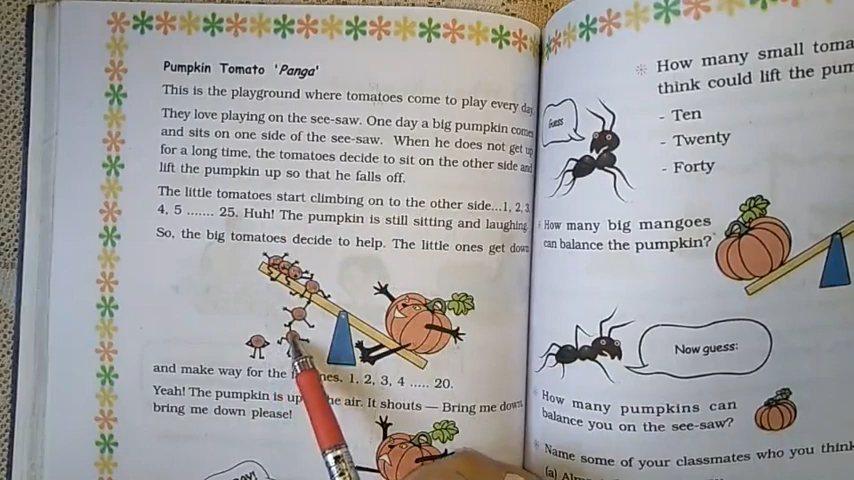 Pumpkin Tomato 'Panga'
This is the playground where tomatoes come to play every day.
They love playing on the see-saw. One day a big pumpkin comes
and sits on one side of the see-saw. When he does not get up
for a long time, the tomatoes decide to sit on the other side and
lift the pumpkin up so that he falls off.
The little tomatoes start climbing on to the other side...1, 2, 3,
4, 5 ....... 25. Huh! The pumpkin is still sitting and laughing.
So, the big tomatoes decide to help. The little ones get down
and make way for the 1, 2, 3, 4 ..... 20.
Yeah! The pumpkin is up the air. It shouts — Bring me down,
bring me down please!
How many small
think could lift the
Guess
- Ten
- Twenty
- Forty
How many big mangoes
can balance the pumpkin?
Now guess:
How many pumpkins can
balance you on the see-saw?
Name some of your classmates who you think
(a)